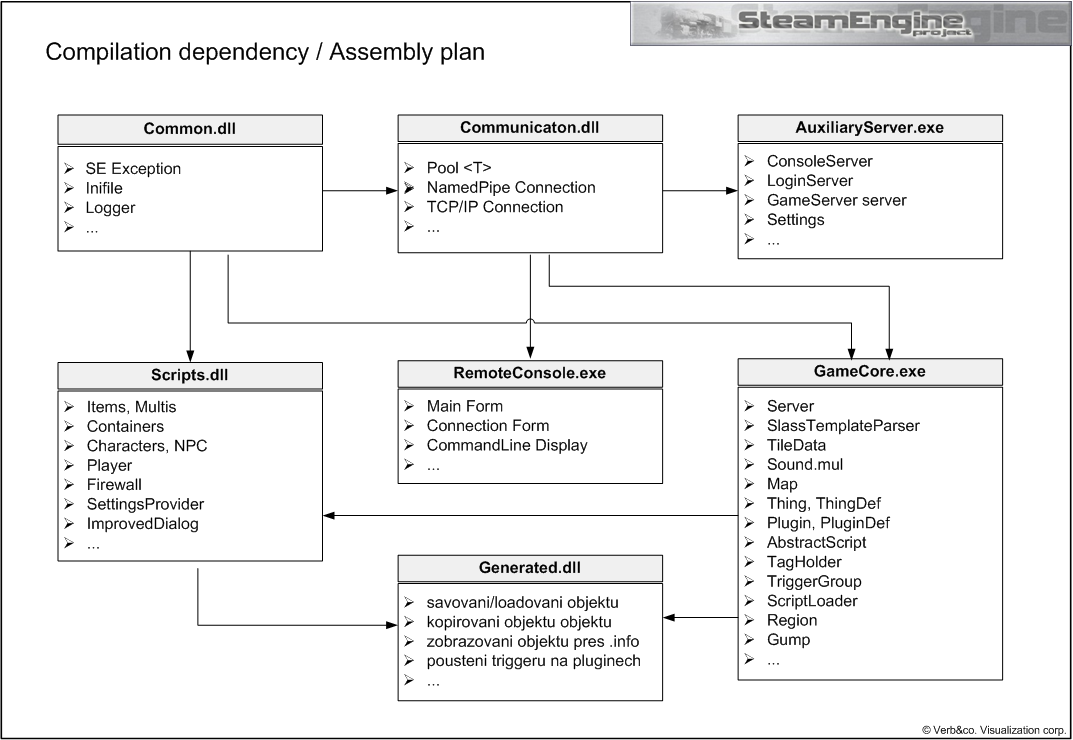 SteamEngine
project
Compilation dependency / Assembly plan
Common.dll
SE Exception
Inifile
Logger
...
Communicaton.dll
Pool <T>
NamedPipe Connection
TCP/IP Connection
...
AuxiliaryServer.exe
ConsoleServer
LoginServer
GameServer server
Settings
...
Scripts.dll
Items, Multis
Containers
Characters, NPC
Player
Firewall
SettingsProvider
ImprovedDialog
...
RemoteConsole.exe
Main Form
Connection Form
CommandLine Display
...
GameCore.exe
Server
SlassTemplateParser
TileData
Sound.mul
Map
Thing, ThingDef
Plugin, PluginDef
AbstractScript
TagHolder
TriggerGroup
ScriptLoader
Region
Gump
...
Generated.dll
savovani/loadovani objektu
kopirovani objektu objektu
zobrazovani objektu pres .info
pousteni triggeru na pluginech
...
© Verb&co. Visualization corp.